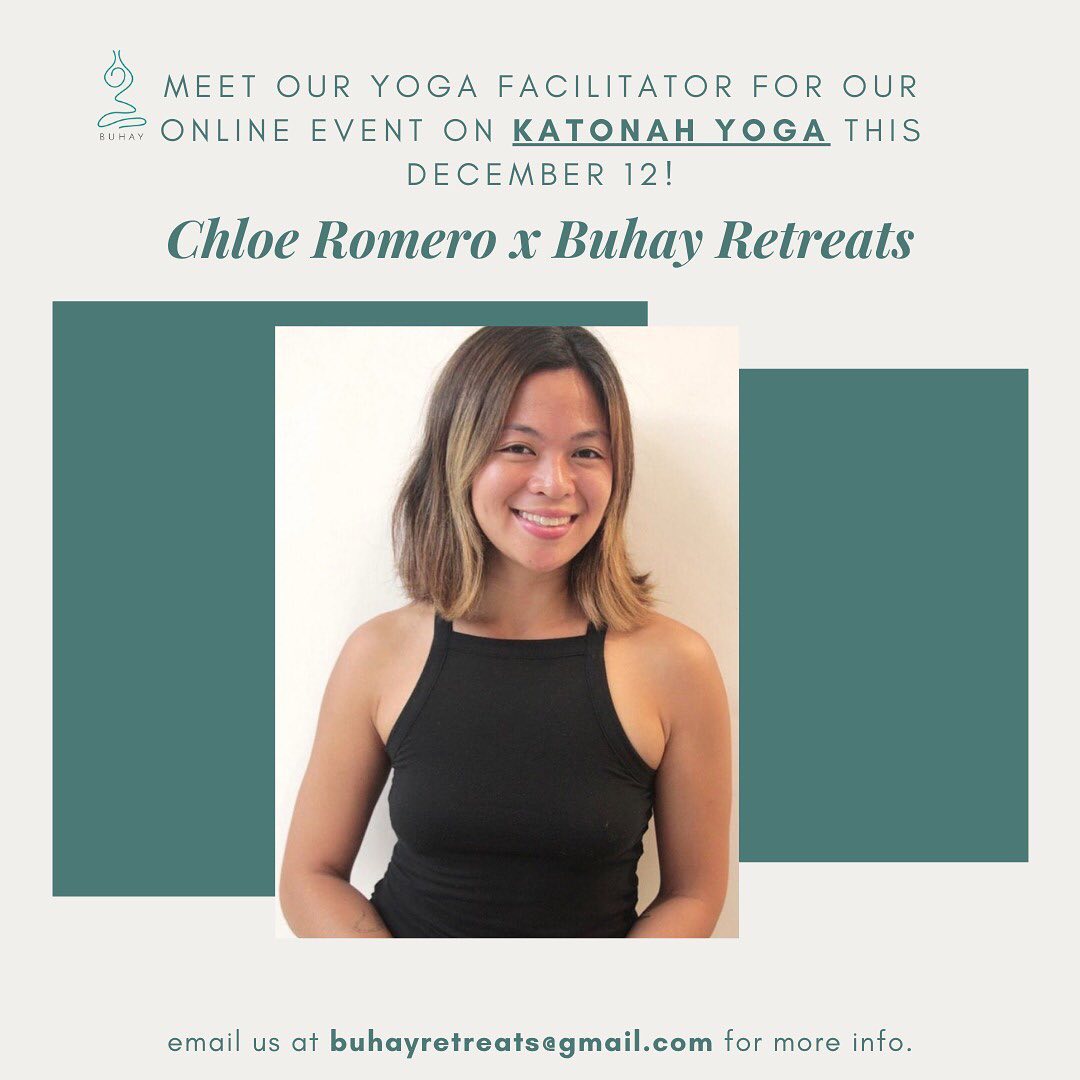 BUHAY
MEET OUR YOGA FACILITATOR FOR OUR
ONLINE EVENT ON KATONAH YOGA THIS
DECEMBER 12!
Chloe Romero x Buhay Retreats
email us at buhayretreats@gmail.com for more info.